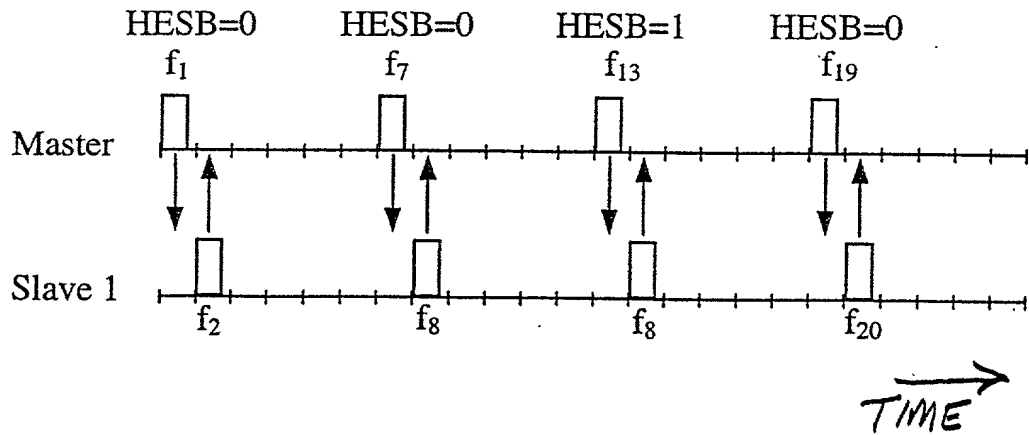 HESB=0 HESB=0 HESB=1 HESB=0
f₁ f₇ f₁₃ f₁₉
Master
Slave 1
f₂ f₈ f₈ f₂₀
TIME